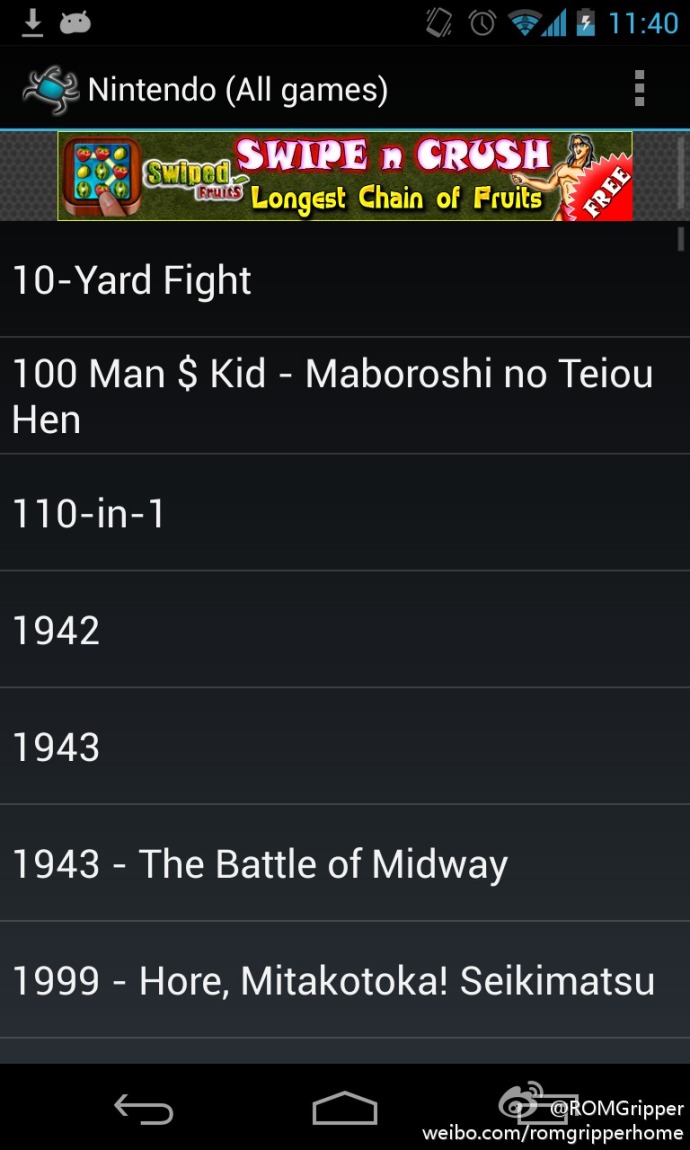 11:40
Nintendo (All games)
Swiped Fruits
SWIPE n CRUSH
Longest Chain of Fruits
FREE
10-Yard Fight
100 Man $ Kid - Maboroshi no Teiou
Hen
110-in-1
1942
1943
1943 - The Battle of Midway
1999 - Hore, Mitakotoka! Seikimatsu
@ROMGripper
weibo.com/romgripperhome